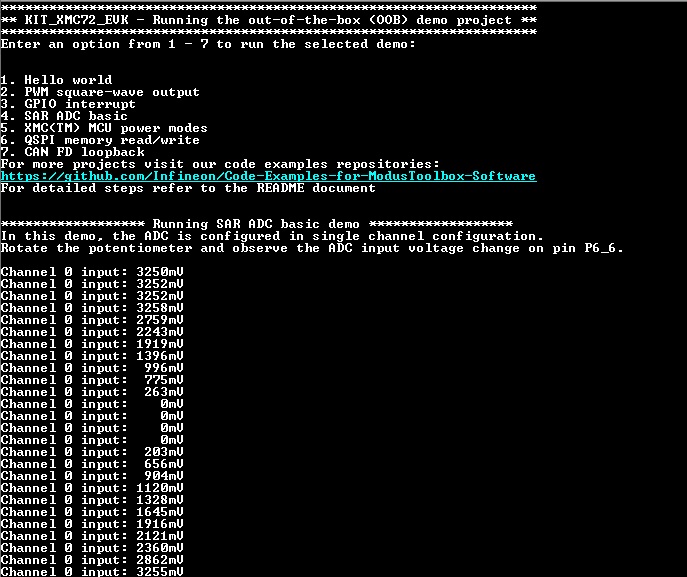 ***********************************************************************
** KIT_XMC72_EVK - Running the out-of-the-box (OOB) demo project **
***********************************************************************
Enter an option from 1 - 7 to run the selected demo:
1. Hello world
2. PWM square-wave output
3. GPIO interrupt
4. SAR ADC basic
5. XMC(TM) MCU power modes
6. QSPI memory read/write
7. CAN FD loopback
For more projects visit our code examples repositories:
https://github.com/Infineon/Code-Examples-for-ModusToolbox-Software
For detailed steps refer to the README document
******************* Running SAR ADC basic demo *******************
In this demo, the ADC is configured in single channel configuration.
Rotate the potentiometer and observe the ADC input voltage change on pin P6_6.
Channel 0 input: 3250mV
Channel 0 input: 3252mV
Channel 0 input: 3252mV
Channel 0 input: 3258mV
Channel 0 input: 2759mV
Channel 0 input: 2243mV
Channel 0 input: 1919mV
Channel 0 input: 1396mV
Channel 0 input:  996mV
Channel 0 input:  775mV
Channel 0 input:  263mV
Channel 0 input:    0mV
Channel 0 input:    0mV
Channel 0 input:    0mV
Channel 0 input:  203mV
Channel 0 input:  656mV
Channel 0 input:  904mV
Channel 0 input: 1120mV
Channel 0 input: 1328mV
Channel 0 input: 1645mV
Channel 0 input: 1916mV
Channel 0 input: 2121mV
Channel 0 input: 2360mV
Channel 0 input: 2862mV
Channel 0 input: 3255mV